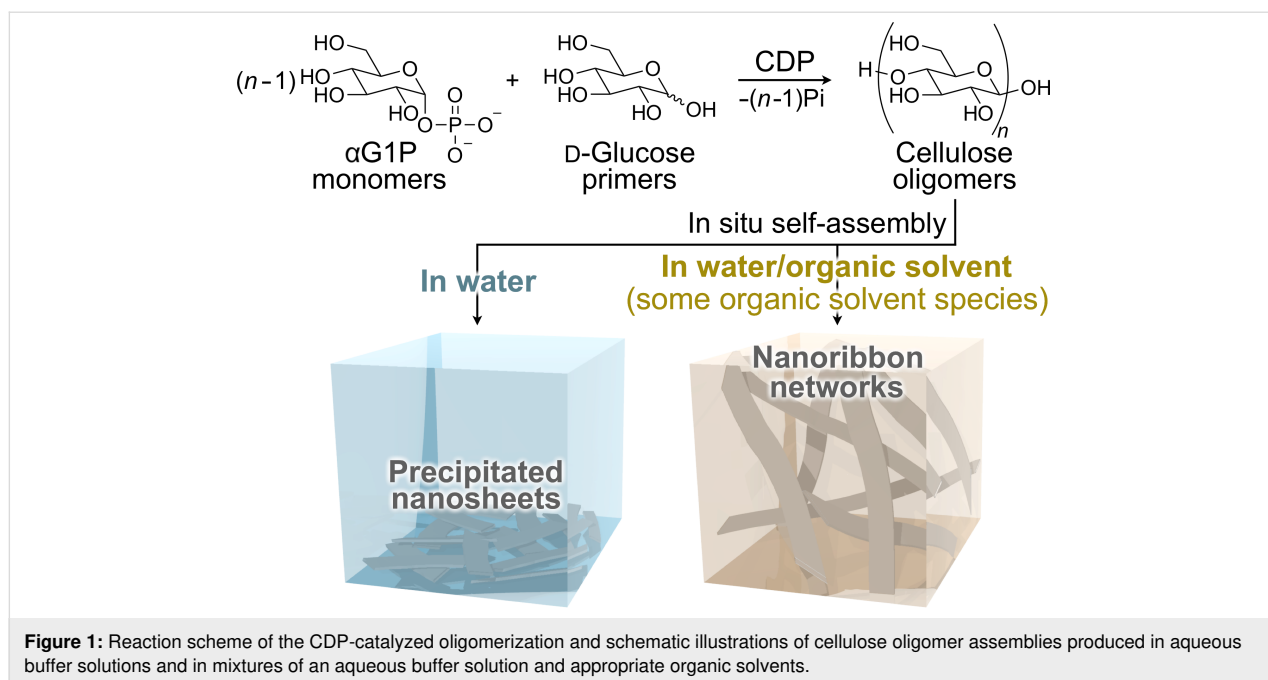 HO
HO
HO
O
(n-1)
HO
O
P
O
O−
O−
αG1P
monomers
+
HO
HO
HO
O
HO
OH
D-Glucose
primers
CDP
-(n-1)Pi
HO
H
O
HO
O
HO
OH
n
Cellulose
oligomers
In situ self-assembly
In water
In water/organic solvent
(some organic solvent species)
Precipitated
nanosheets
Nanoribbon
networks
Figure 1: Reaction scheme of the CDP-catalyzed oligomerization and schematic illustrations of cellulose oligomer assemblies produced in aqueous
buffer solutions and in mixtures of an aqueous buffer solution and appropriate organic solvents.